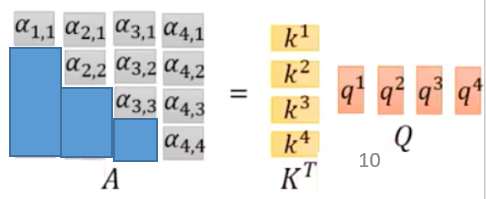 α1,1 α2,1 α3,1 α4,1
α2,2 α3,2 α4,2
α3,3 α4,3
α4,4
A
=
k¹
k²
k³
k⁴
Kᵀ
q¹ q² q³ q⁴
Q
10